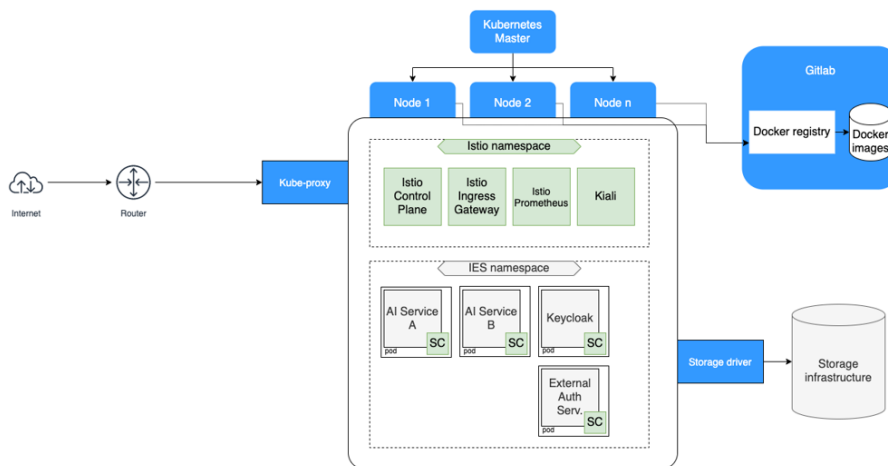 Kubernetes
Master
Gitlab
Node 1
Node 2
Node n
Docker registry
Docker
images
Istio namespace
Istio
Control
Plane
Istio
Ingress
Gateway
Istio
Prometheus
Kiali
Kube-proxy
Internet
Router
IES namespace
AI Service
A
SC
pod
AI Service
B
SC
pod
Keycloak
SC
pod
External
Auth
Serv.
SC
pod
Storage driver
Storage
infrastructure